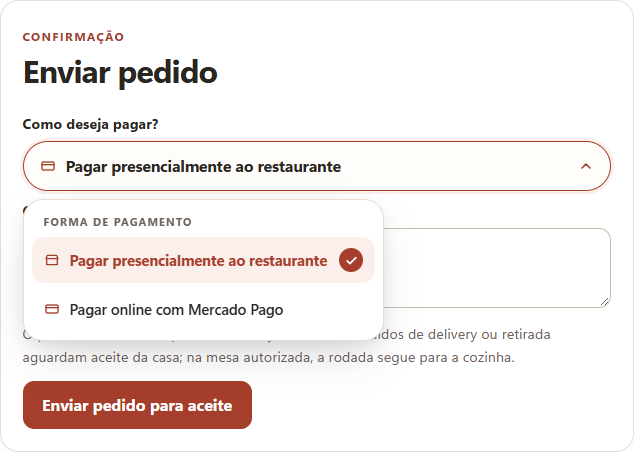 CONFIRMAÇÃO
Enviar pedido
Como deseja pagar?
Pagar presencialmente ao restaurante
FORMA DE PAGAMENTO
Pagar presencialmente ao restaurante
Pagar online com Mercado Pago
de delivery ou retirada
aguardam aceite da casa; na mesa autorizada, a rodada segue para a cozinha.
Enviar pedido para aceite